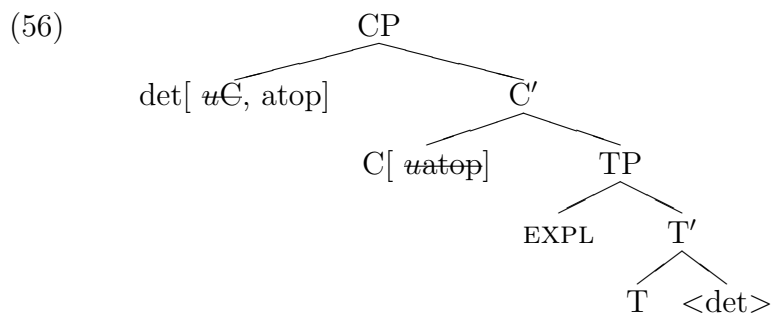 (56) CP
det[ uC, atop] C′
C[ uatop] TP
EXPL T′
T <det>